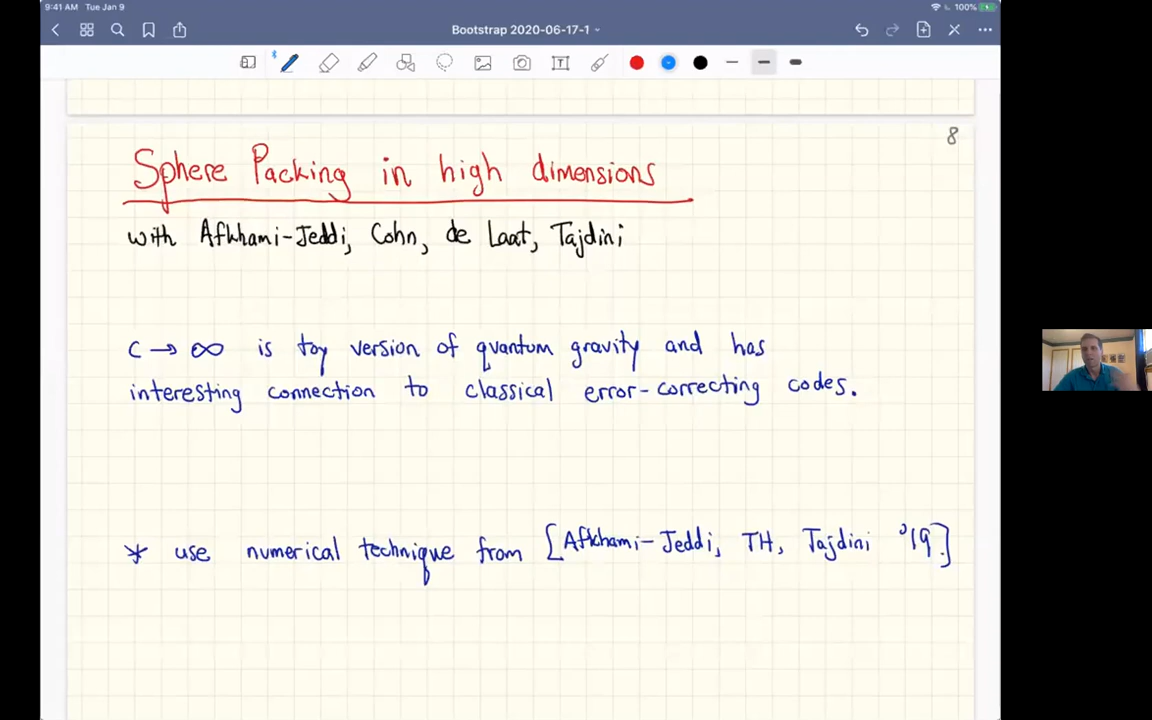 9:41 AM Tue Jan 9
100%
Bootstrap 2020-06-17-1
T
8
Sphere Packing in high dimensions
with Afkhami-Jeddi, Cohn, de Laat, Tajdini
c → ∞ is toy version of quantum gravity and has
interesting connection to classical error-correcting codes.
* use numerical technique from [Afkhami-Jeddi, TH, Tajdini '19]